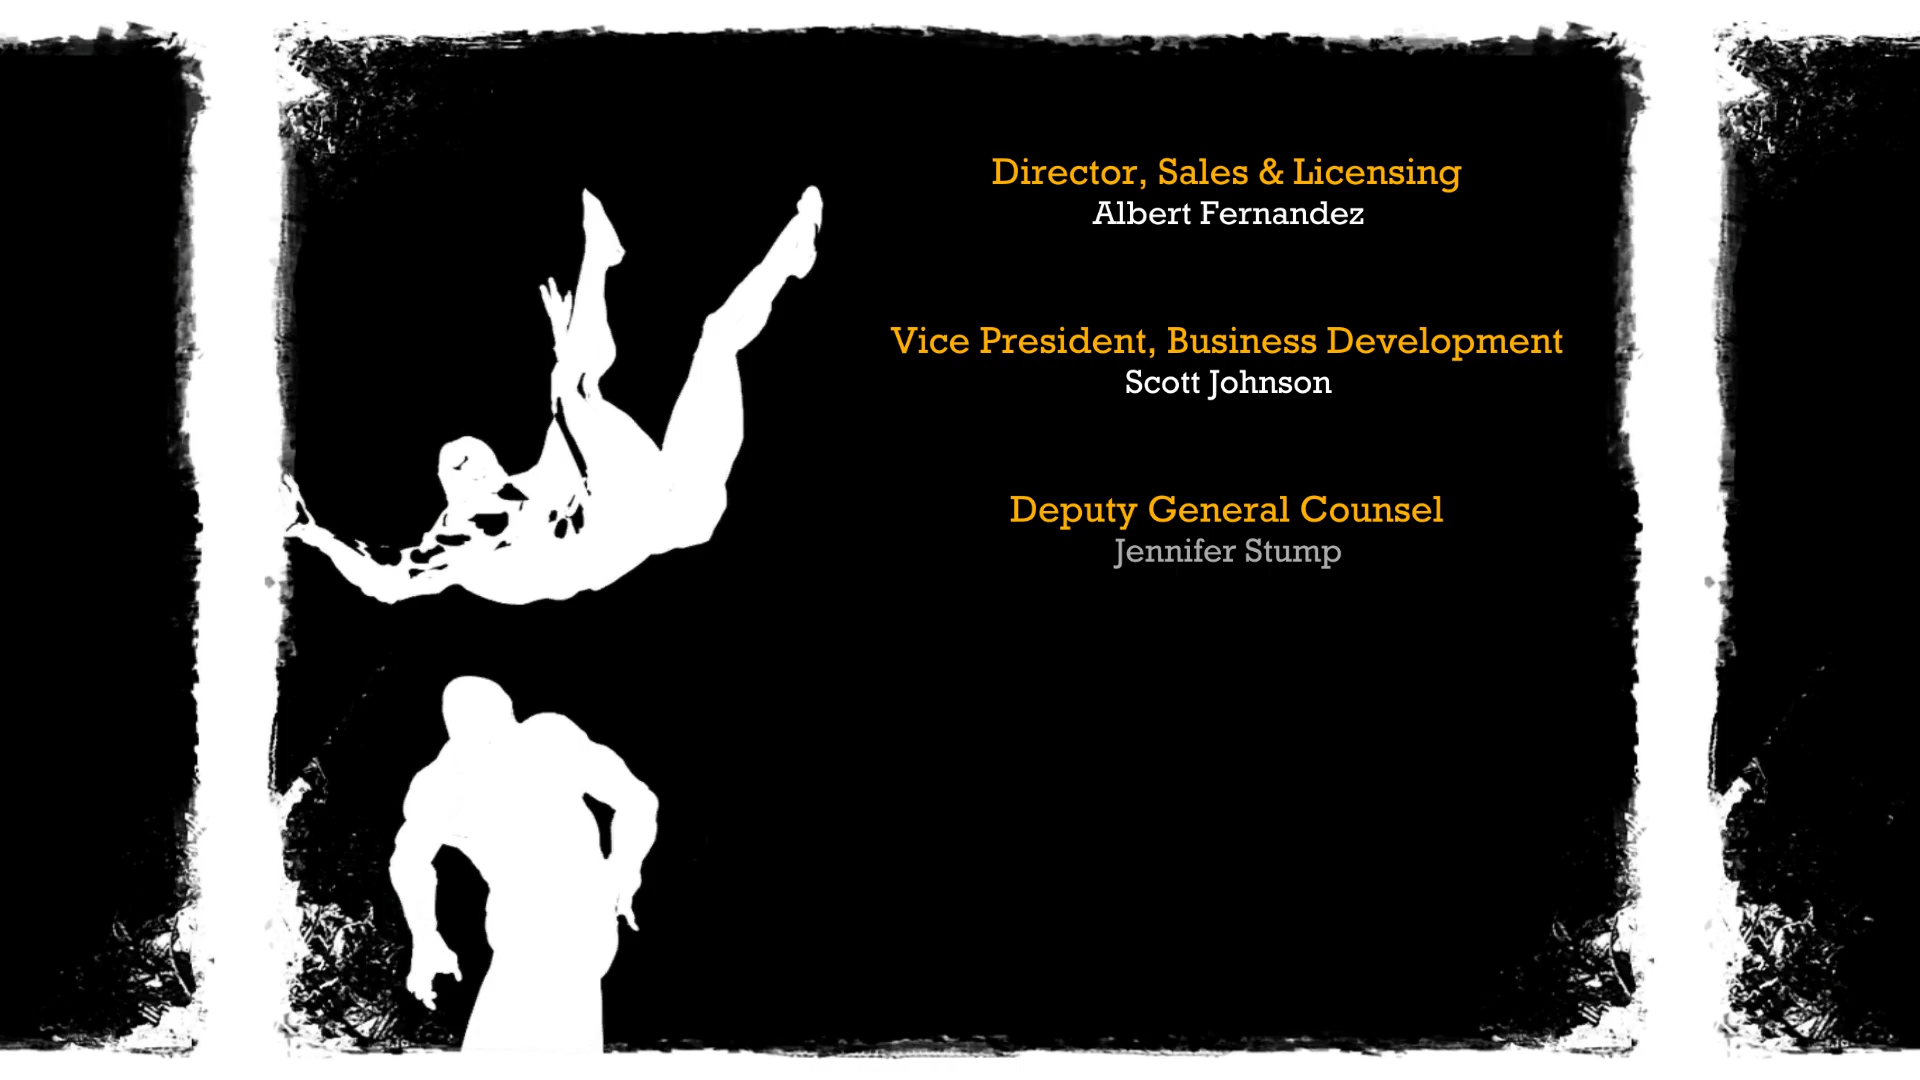 Director, Sales & Licensing
Albert Fernandez
Vice President, Business Development
Scott Johnson
Deputy General Counsel
Jennifer Stump